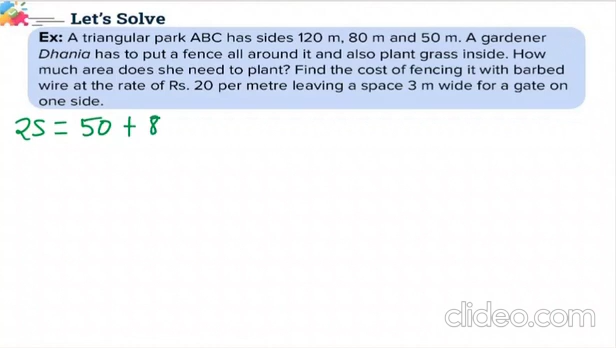 Let's Solve
Ex: A triangular park ABC has sides 120 m, 80 m and 50 m. A gardener
Dhania has to put a fence all around it and also plant grass inside. How
much area does she need to plant? Find the cost of fencing it with barbed
wire at the rate of Rs. 20 per metre leaving a space 3 m wide for a gate on
one side.
2S = 50 + 8
clideo.com